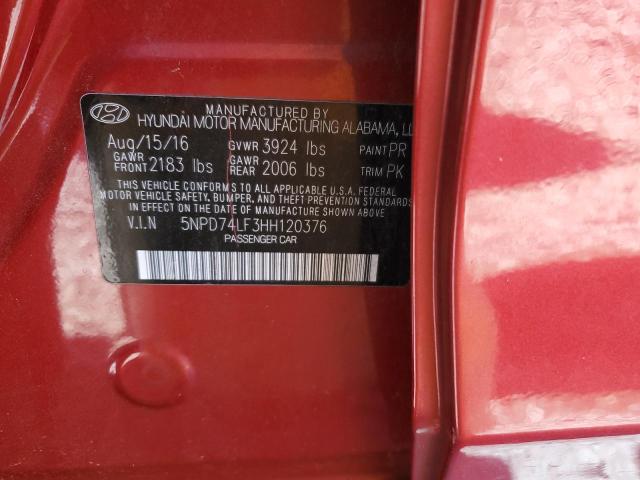 MANUFACTURED BY
HYUNDAI MOTOR MANUFACTURING ALABAMA,
Aug/15/16 GVWR 3924 lbs PAINT PR
GAWR FRONT 2183 lbs GAWR REAR 2006 lbs TRIM PK
THIS VEHICLE CONFORMS TO ALL APPLICABLE U.S.A. FEDERAL
MOTOR VEHICLE SAFETY, BUMPER, AND THEFT PREVENTION STANDARDS
IN EFFECT ON THE DATE OF MANUFACTURE SHOWN ABOVE.
V.I.N 5NPD74LF3HH120376
PASSENGER CAR